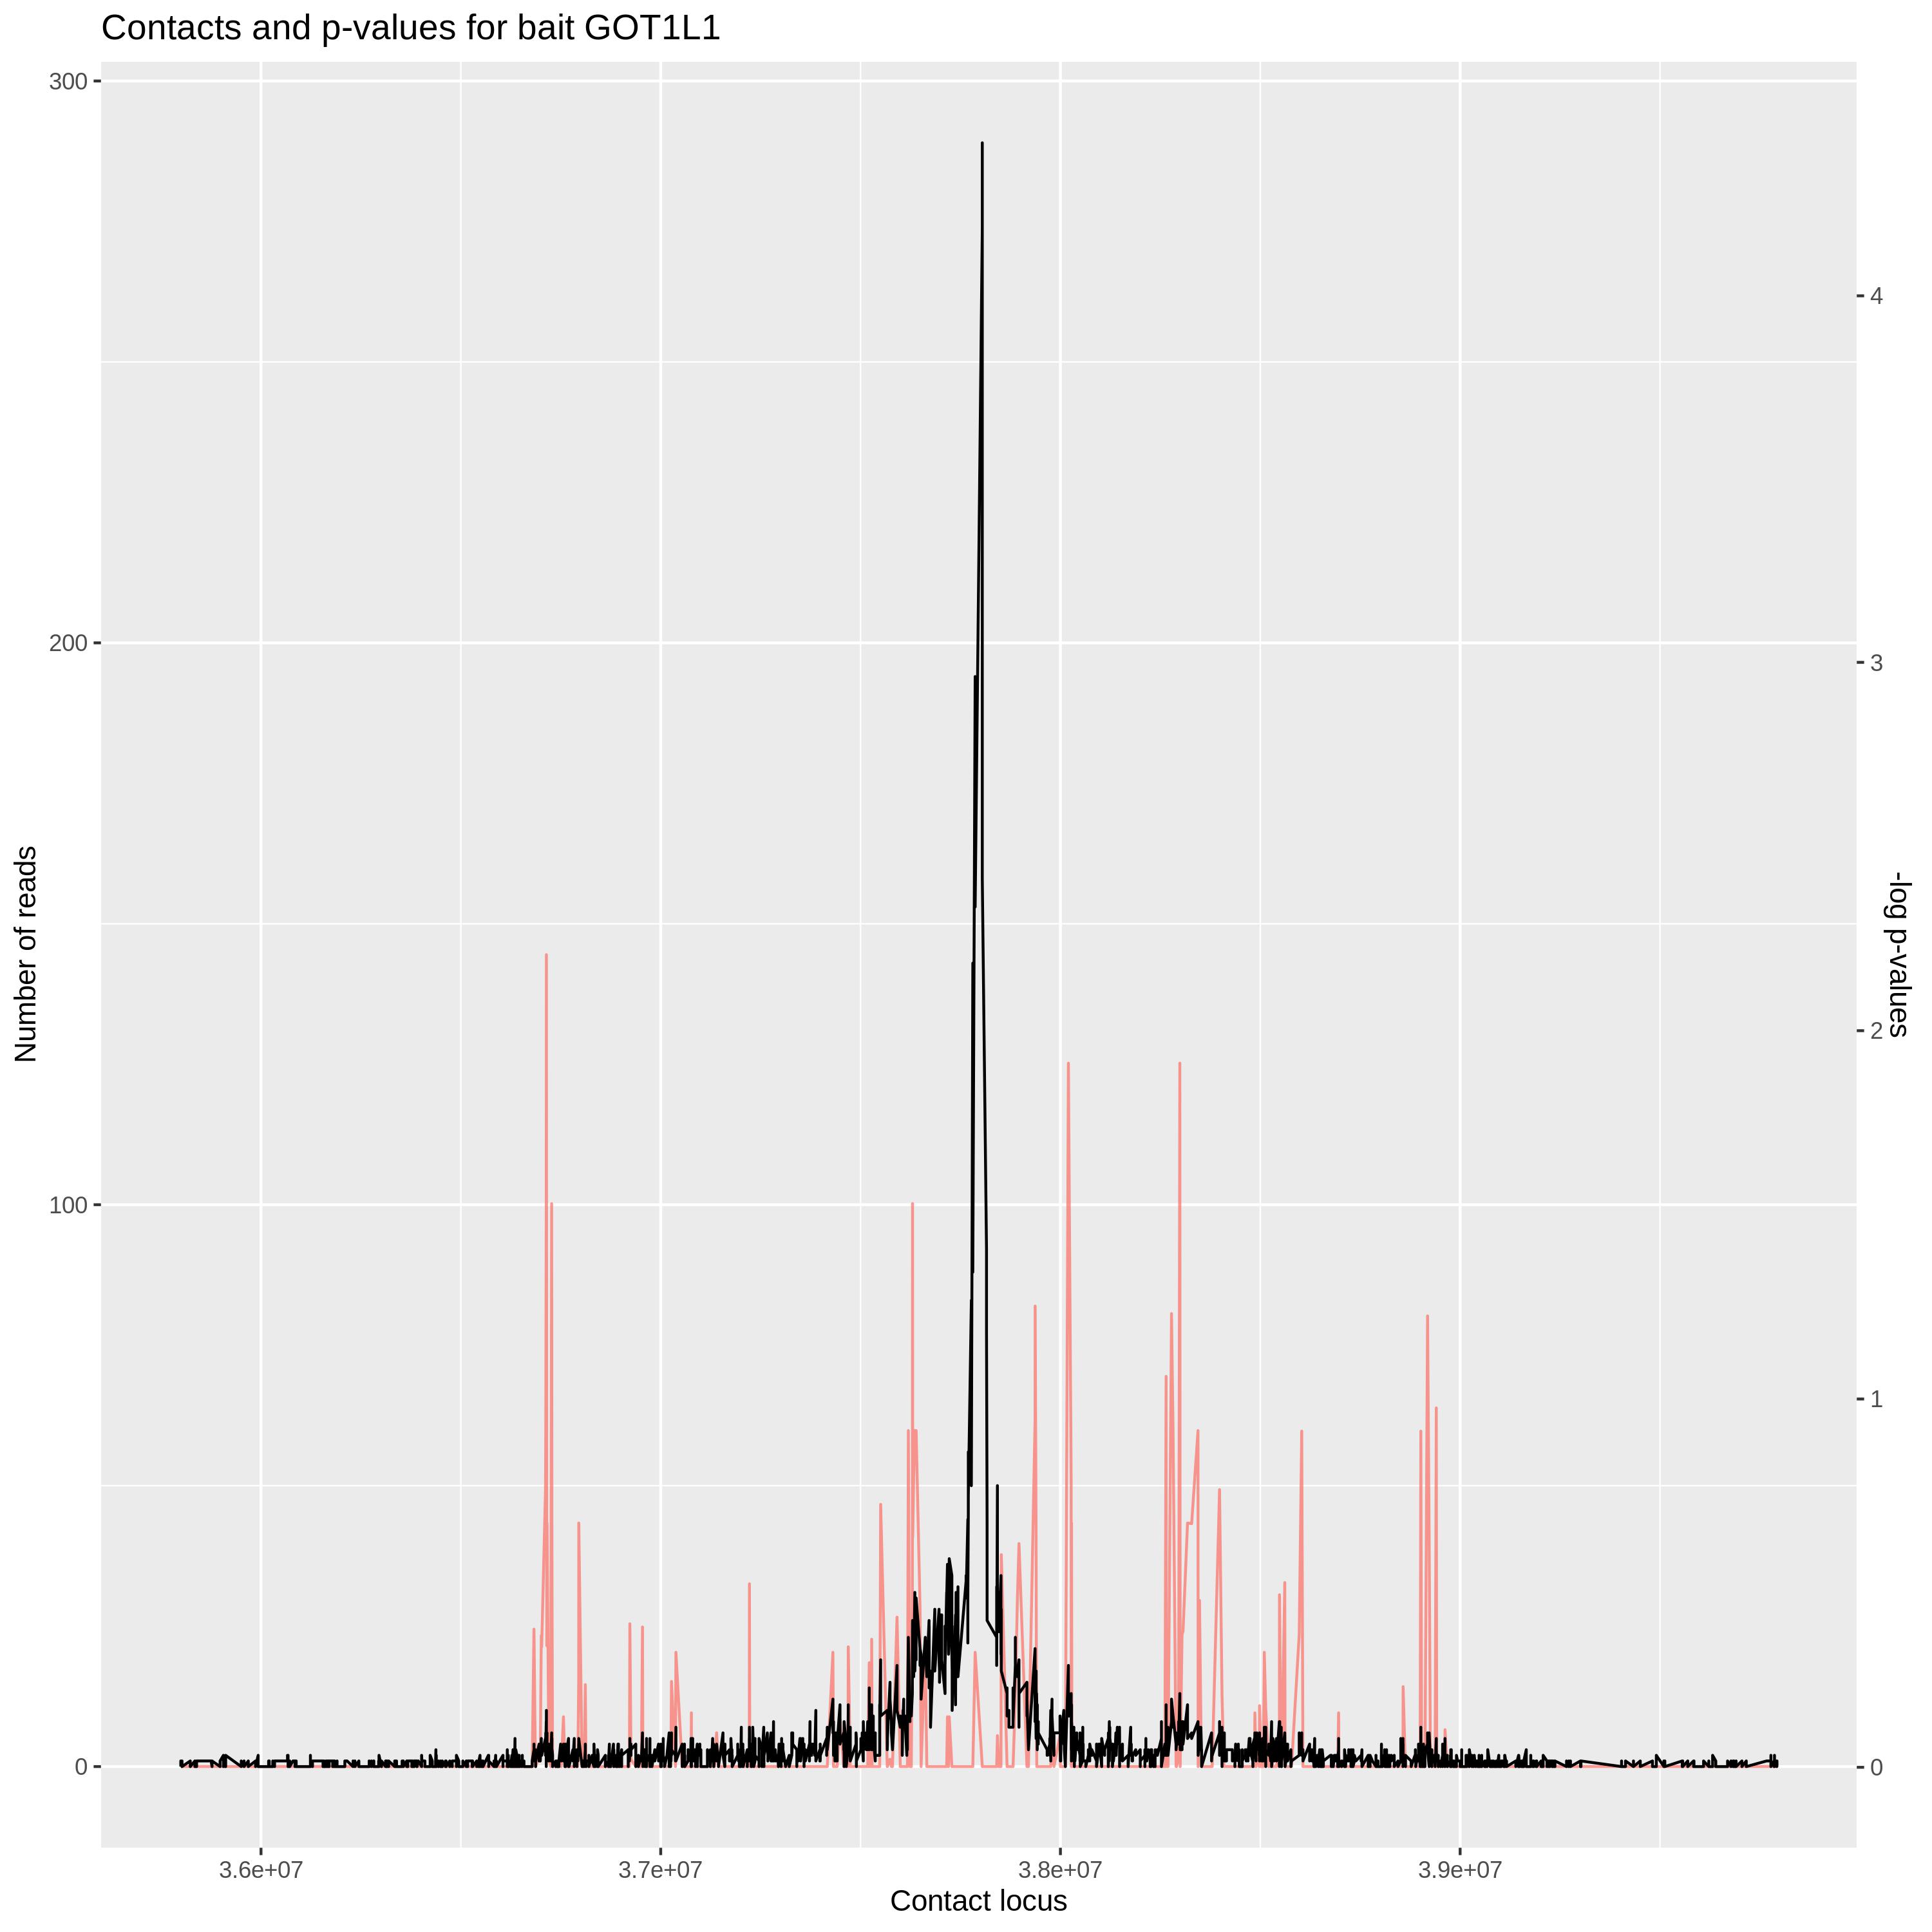 Contacts and p-values for bait GOT1L1
300
200
100
0
Number of reads
4
3
2
1
0
-log p-values
3.6e+07 3.7e+07 3.8e+07 3.9e+07
Contact locus